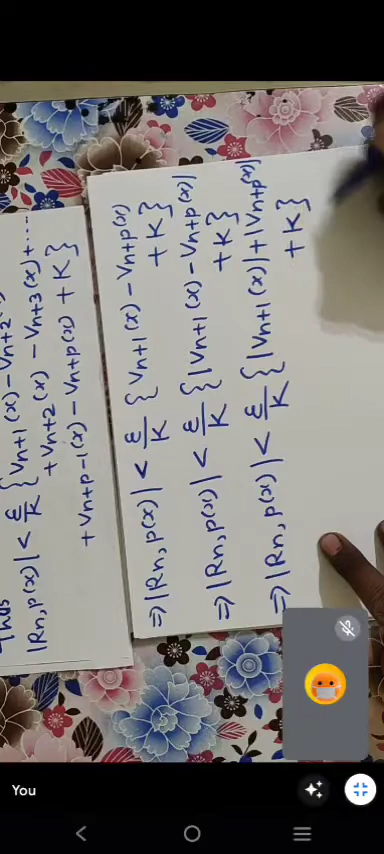 Thus
|Rn,p(x)| < ε/K { Vn+1(x) - Vn+2
+ Vn+2(x) - Vn+3(x) + ....
+ Vn+p-1(x) - Vn+p(x) + K }
⇒ |Rn,p(x)| < ε/K { Vn+1(x) - Vn+p(x)
+ K }
⇒ |Rn,p(x)| < ε/K { |Vn+1(x) - Vn+p(x)|
+ K }
⇒ |Rn,p(x)| < ε/K { |Vn+1(x)| + |Vn+p(x)|
+ K }
You